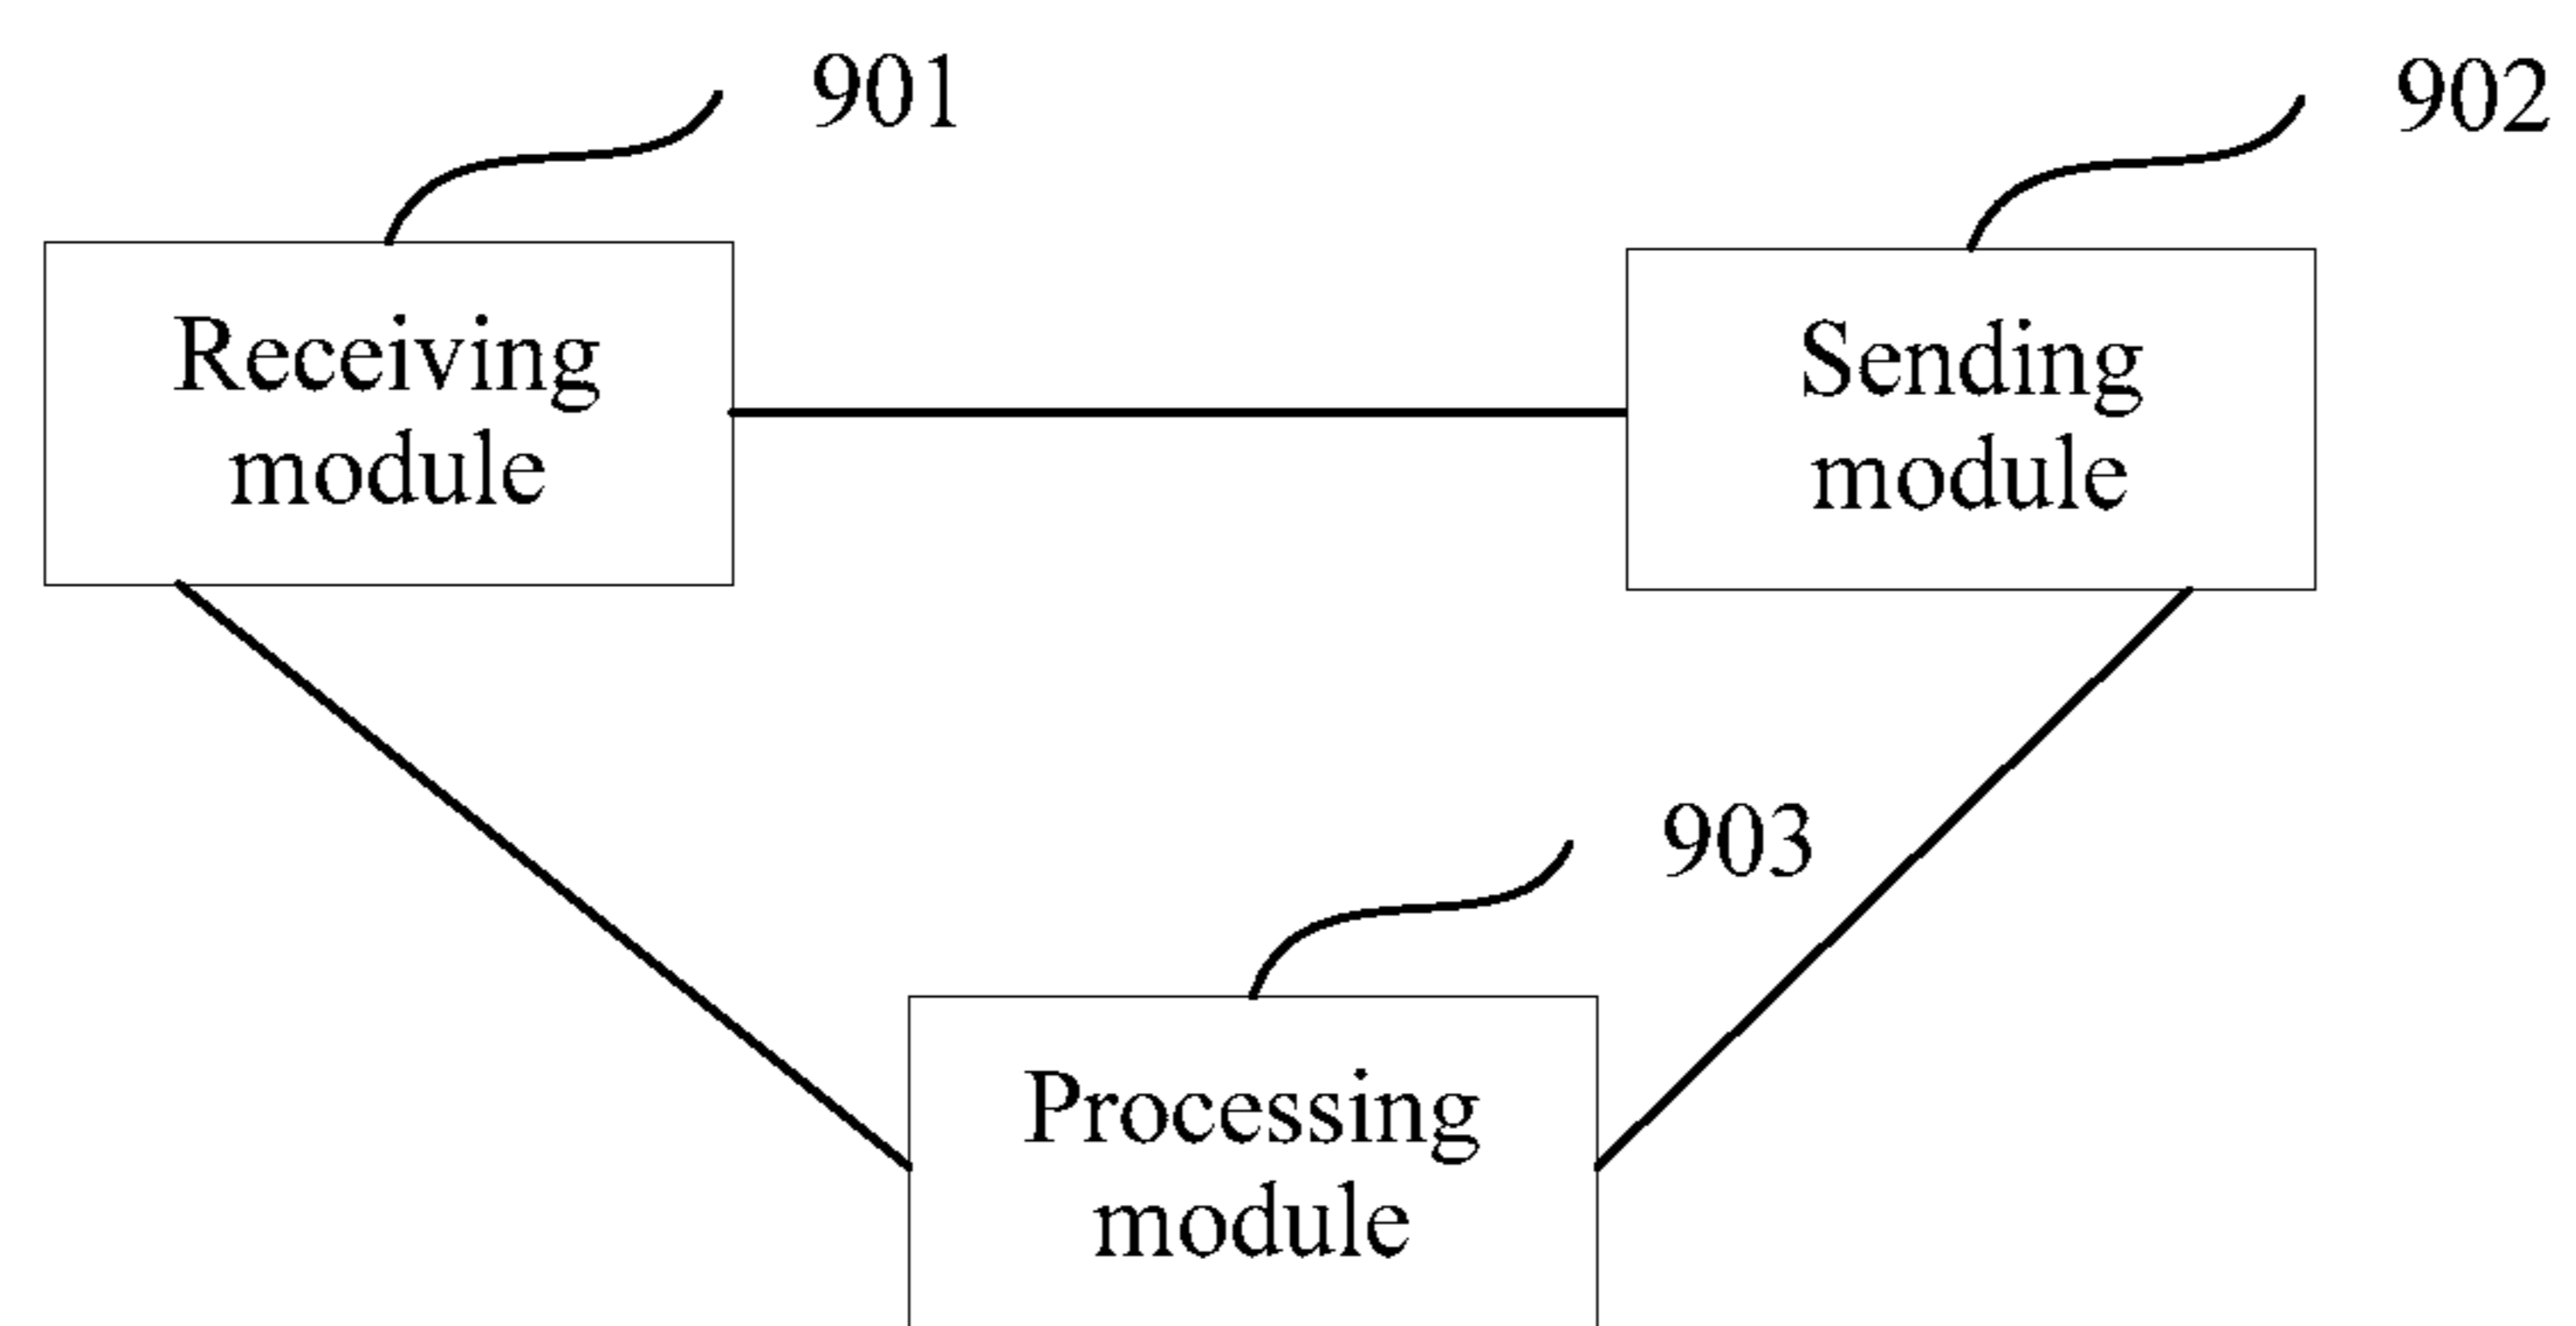 901
902
Receiving
module
Sending
module
903
Processing
module